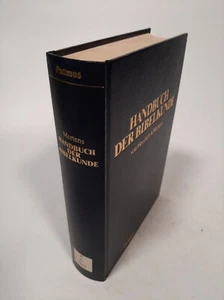 Patmos
Mertens
HANDBUCH
DER
BIBELKUNDE
HANDBUCH
DER BIBELKUNDE